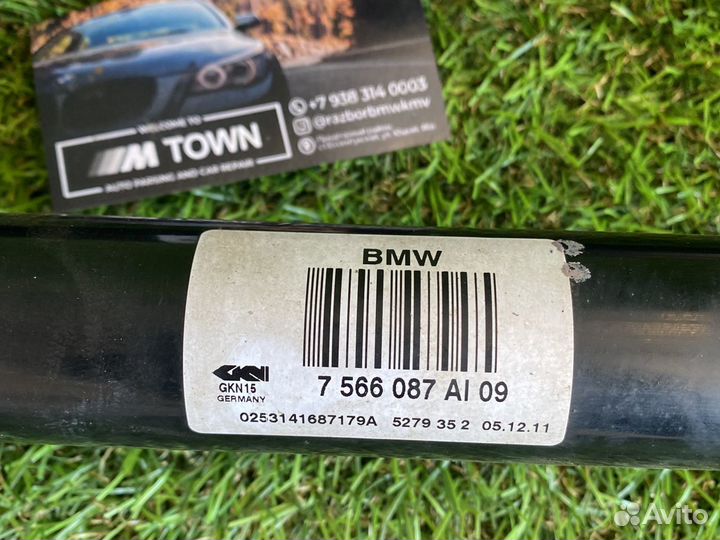 WELCOME TO
M TOWN
AUTO PARSING AND CAR REPAIR
+7 938 314 0003
@razborbmwkmv
BMW
GKN
GKN15
GERMANY
7 566 087 AI 09
0253141687179A 5279 35 2 05.12.11
Avito